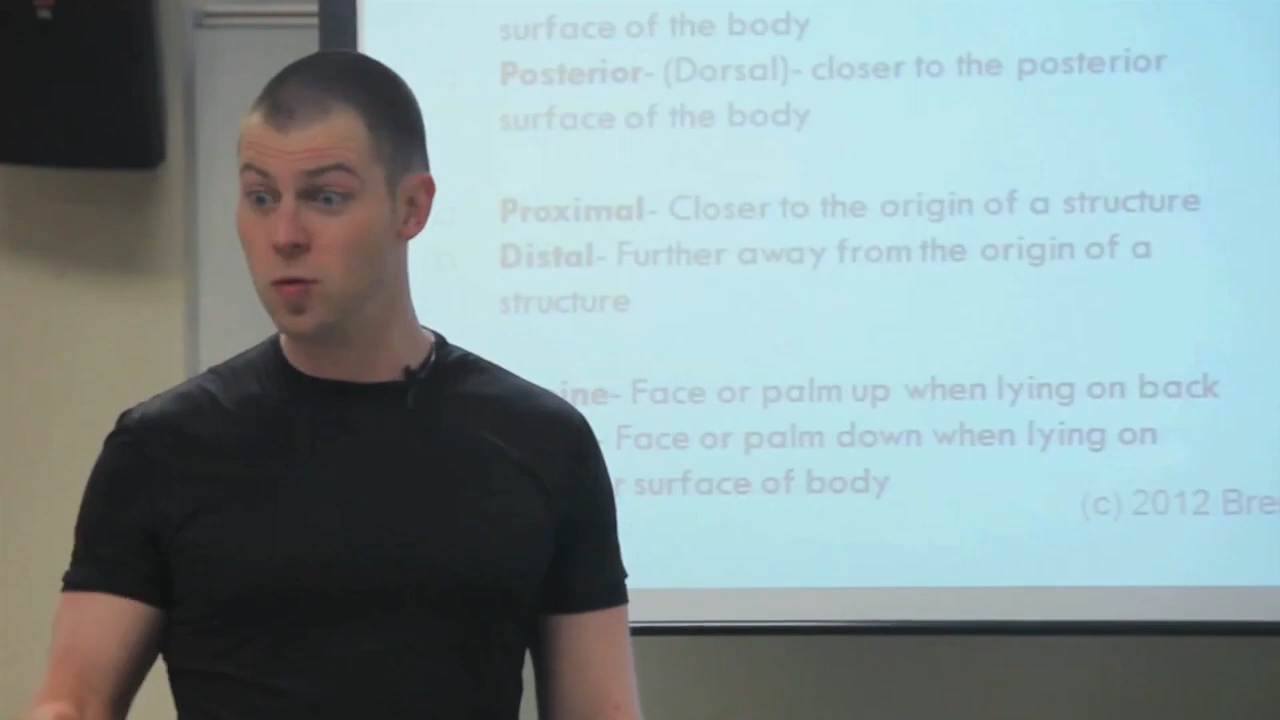 surface of the body
Posterior- (Dorsal)- closer to the posterior
surface of the body
Proximal- Closer to the origin of a structure
Distal- Further away from the origin of a
structure
ine- Face or palm up when lying on back
- Face or palm down when lying on
r surface of body
(c) 2012 Bre